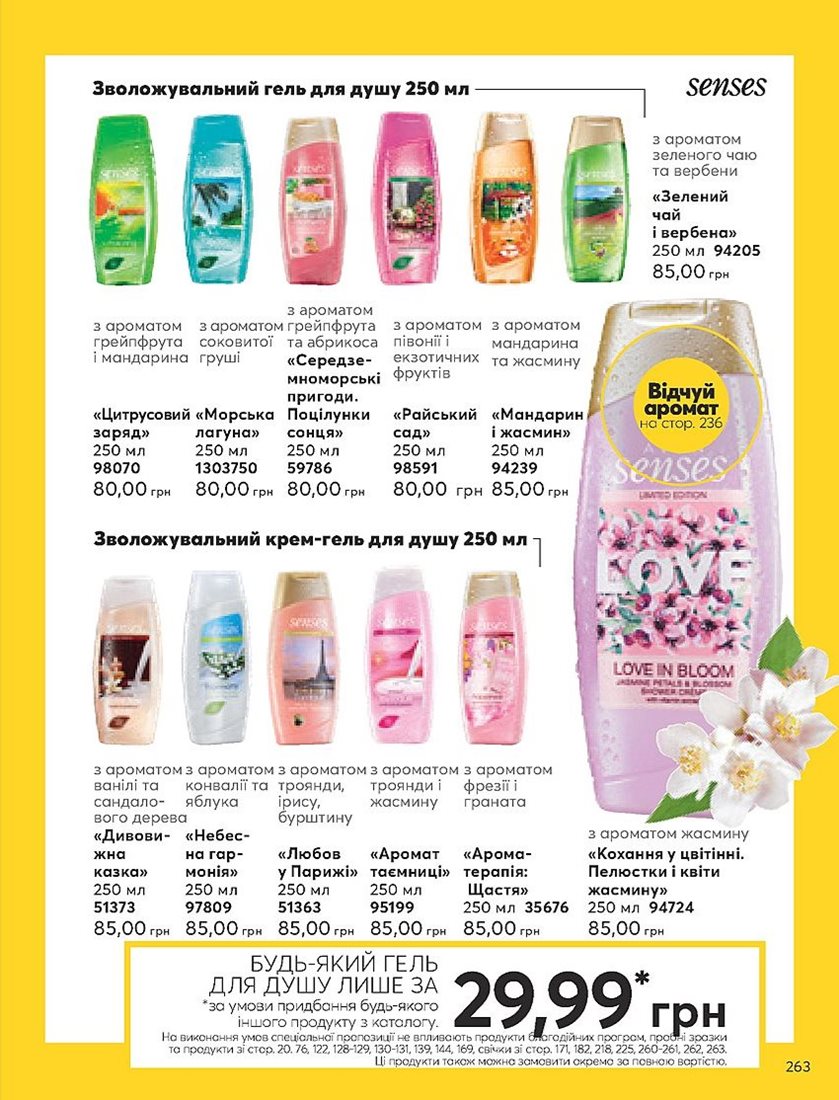 Зволожувальний гель для душу 250 мл
senses
з ароматом
зеленого чаю
та вербени
«Зелений
чай
і вербена»
250 мл 94205
85,00 грн
з ароматом
грейпфрута
і мандарина
«Цитрусовий
заряд»
250 мл
98070
80,00 грн
з ароматом
соковитої
груші
«Морська
лагуна»
250 мл
1303750
80,00 грн
з ароматом
грейпфрута
та абрикоса
«Середзе-
мноморські
пригоди.
Поцілунки
сонця»
250 мл
59786
80,00 грн
з ароматом
півонії і
екзотичних
фруктів
«Райський
сад»
250 мл
98591
80,00 грн
з ароматом
мандарина
та жасмину
«Мандарин
і жасмин»
250 мл
94239
85,00 грн
Відчуй
аромат
на стор. 236
senses
LIMITED EDITION
LOVE
LOVE IN BLOOM
JASMINE PETALS & BLOSSOM
SHOWER CRÈME
Зволожувальний крем-гель для душу 250 мл
з ароматом
ванілі та
сандало-
вого дерева
«Дивови-
жна
казка»
250 мл
51373
85,00 грн
з ароматом
конвалії та
яблука
«Небес-
на гар-
монія»
250 мл
97809
85,00 грн
з ароматом
троянди,
ірису,
бурштину
«Любов
у Парижі»
250 мл
51363
85,00 грн
з ароматом
троянди і
жасмину
«Аромат
таємниці»
250 мл
95199
85,00 грн
з ароматом
фрезії і
граната
«Арома-
терапія:
Щастя»
250 мл 35676
85,00 грн
з ароматом жасмину
«Кохання у цвітінні.
Пелюстки і квіти
жасмину»
250 мл 94724
85,00 грн
БУДЬ-ЯКИЙ ГЕЛЬ
ДЛЯ ДУШУ ЛИШЕ ЗА
*за умови придбання будь-якого
іншого продукту з каталогу.
29,99* грн
На виконання умов спеціальної пропозиції не впливають продукти благодійних програм, пробні зразки
та продукти зі стор. 20, 76, 122, 128-129, 130-131, 139, 144, 169, свічки зі стор. 171, 182, 218, 225, 260-261, 262, 263.
Ці продукти також можна замовити окремо за повною вартістю.
263